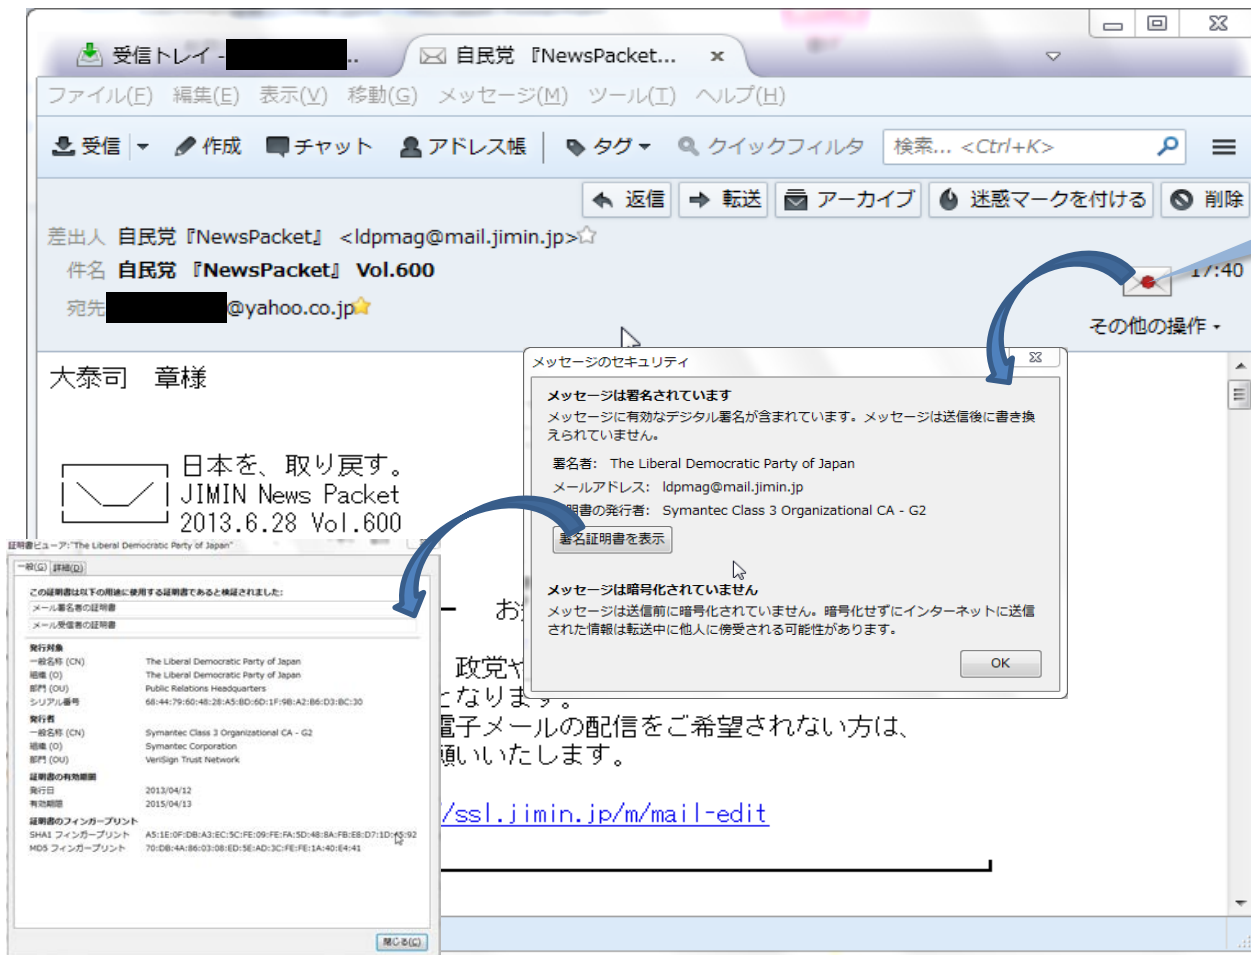 受信トレイ - ..
自民党 『NewsPacket...
ファイル(F) 編集(E) 表示(V) 移動(G) メッセージ(M) ツール(T) ヘルプ(H)
受信 作成 チャット アドレス帳 タグ クイックフィルタ 検索... <Ctrl+K>
返信 転送 アーカイブ 迷惑マークを付ける 削除
差出人 自民党『NewsPacket』 <ldpmag@mail.jimin.jp>
件名 自民党 『NewsPacket』 Vol.600
17:40
宛先 @yahoo.co.jp
その他の操作
大泰司 章様
日本を、取り戻す。
JIMIN News Packet
2013.6.28 Vol.600
メッセージのセキュリティ
メッセージは署名されています
メッセージに有効なデジタル署名が含まれています。メッセージは送信後に書き換
えられていません。
署名者: The Liberal Democratic Party of Japan
メールアドレス: ldpmag@mail.jimin.jp
明書の発行者: Symantec Class 3 Organizational CA - G2
署名証明書を表示
メッセージは暗号化されていません
メッセージは送信前に暗号化されていません。暗号化せずにインターネットに送信
された情報は転送中に他人に傍受される可能性があります。
OK
お
政党や
となります。
電子メールの配信をご希望されない方は、
願いいたします。
/ssl.jimin.jp/m/mail-edit
証明書ビューア:"The Liberal Democratic Party of Japan"
一般(G) 詳細(D)
この証明書は以下の用途に使用する証明書であると検証されました:
メール署名者の証明書
メール受信者の証明書
発行対象
一般名称 (CN) The Liberal Democratic Party of Japan
組織 (O) The Liberal Democratic Party of Japan
部門 (OU) Public Relations Headquarters
シリアル番号 68:44:79:60:48:28:A5:BD:6D:1F:9B:A2:B6:D3:BC:30
発行者
一般名称 (CN) Symantec Class 3 Organizational CA - G2
組織 (O) Symantec Corporation
部門 (OU) VeriSign Trust Network
証明書の有効期間
発行日 2013/04/12
有効期限 2015/04/13
証明書のフィンガープリント
SHA1 フィンガープリント A5:1E:0F:DB:A3:EC:5C:FE:09:FE:FA:5D:48:8A:FB:E8:D7:1D:45:92
MD5 フィンガープリント 70:DB:4A:86:03:08:ED:5E:AD:3C:FE:FE:1A:40:E4:41
閉じる(C)